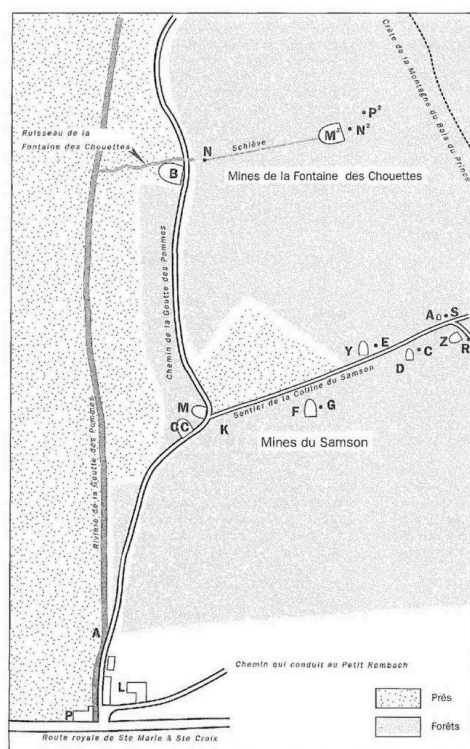 Crête de la Montagne du Bois du Prince
Ruisseau de la
Fontaine des Chouettes
P²
N²
M²
N
Schlève
B
Mines de la Fontaine des Chouettes
Chemin de la Goutte des Pommes
A S
Z R
Y E
D C
Sentier de la Colline du Samson
F G
M
CC
K
Mines du Samson
Rivière de la Goutte des Pommes
A
Chemin qui conduit au Petit Rombach
L
P
Près
Forêts
Route royale de Ste Marie à Ste Croix